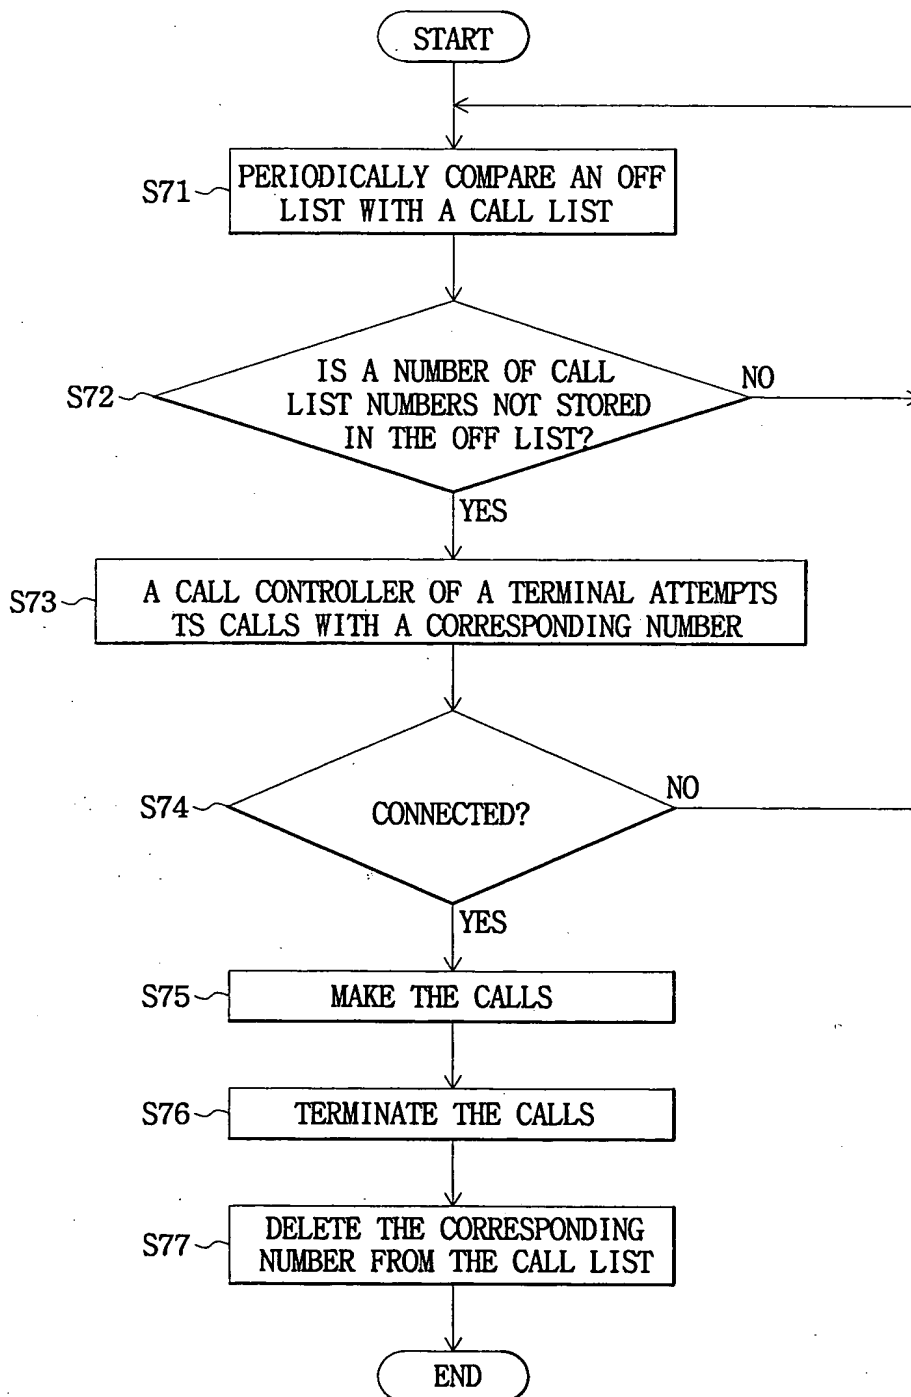 START
S71
PERIODICALLY COMPARE AN OFF
LIST WITH A CALL LIST
S72
IS A NUMBER OF CALL
LIST NUMBERS NOT STORED
IN THE OFF LIST?
NO
YES
S73
A CALL CONTROLLER OF A TERMINAL ATTEMPTS
TS CALLS WITH A CORRESPONDING NUMBER
S74
CONNECTED?
NO
YES
S75
MAKE THE CALLS
S76
TERMINATE THE CALLS
S77
DELETE THE CORRESPONDING
NUMBER FROM THE CALL LIST
END